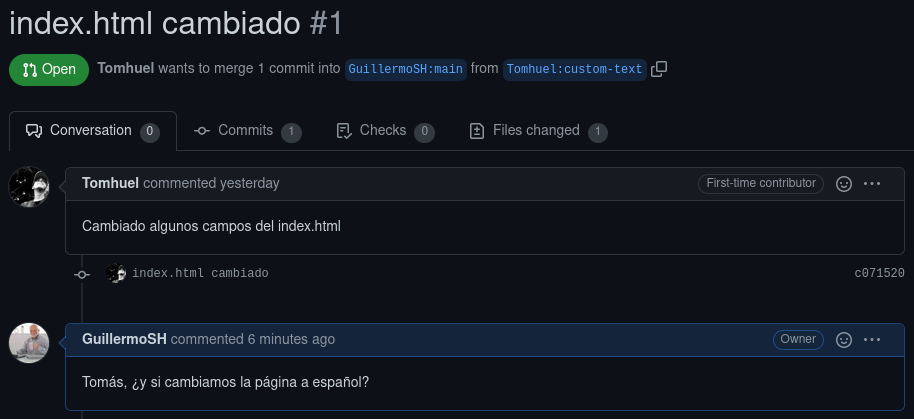 index.html cambiado #1
Open Tomhuel wants to merge 1 commit into GuillermoSH:main from Tomhuel:custom-text
Conversation 0 Commits 1 Checks 0 Files changed 1
Tomhuel commented yesterday First-time contributor
Cambiado algunos campos del index.html
index.html cambiado c071520
GuillermoSH commented 6 minutes ago Owner
Tomás, ¿y si cambiamos la página a español?